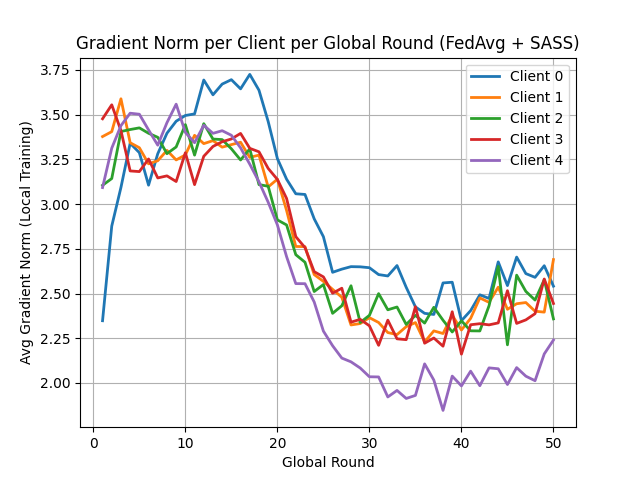 Gradient Norm per Client per Global Round (FedAvg + SASS)
Avg Gradient Norm (Local Training)
3.75
3.50
3.25
3.00
2.75
2.50
2.25
2.00
Client 0
Client 1
Client 2
Client 3
Client 4
0 10 20 30 40 50
Global Round